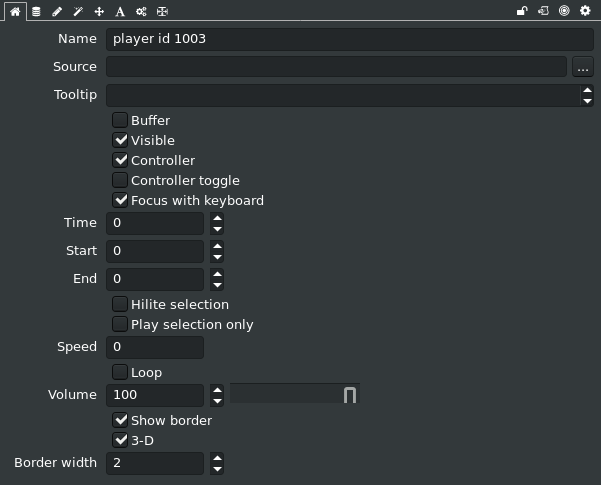 Name player id 1003
Source ...
Tooltip
Buffer
Visible
Controller
Controller toggle
Focus with keyboard
Time 0
Start 0
End 0
Hilite selection
Play selection only
Speed 0
Loop
Volume 100
Show border
3-D
Border width 2